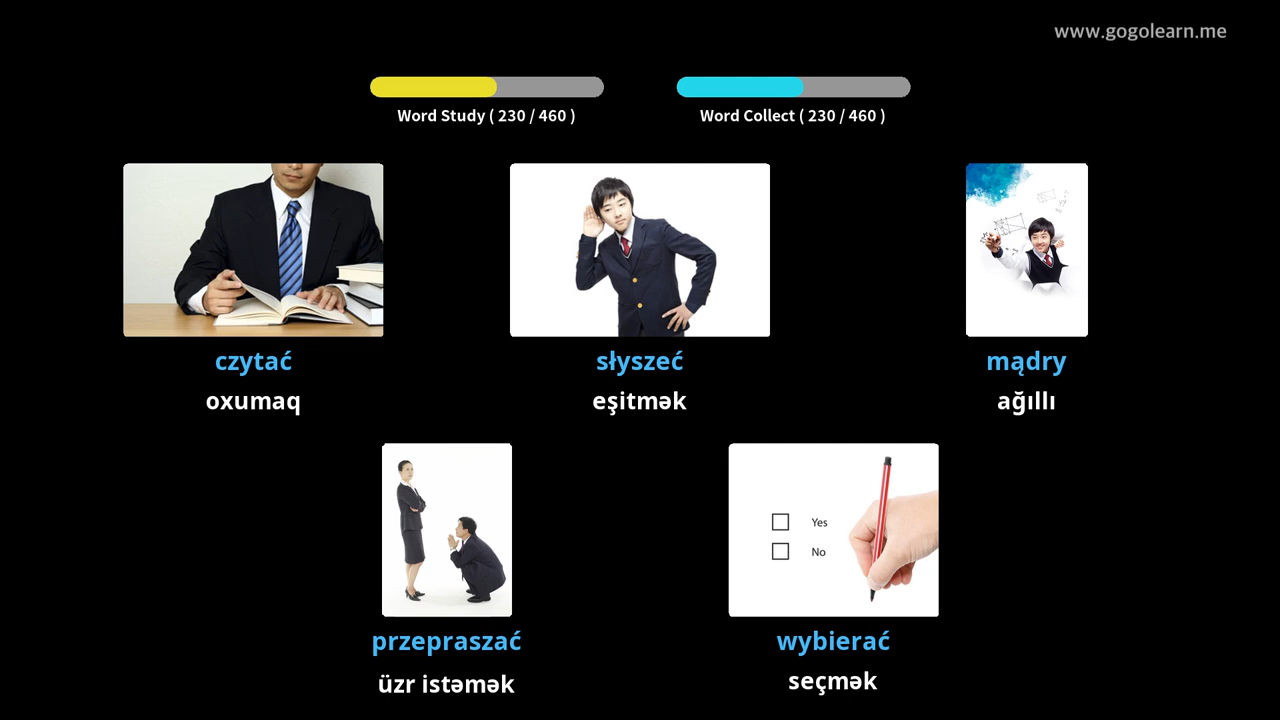 www.gogolearn.me
Word Study ( 230 / 460 )
Word Collect ( 230 / 460 )
czytać
słyszeć
mądry
oxumaq
eşitmək
ağıllı
Yes
No
przepraszać
wybierać
üzr istəmək
seçmək